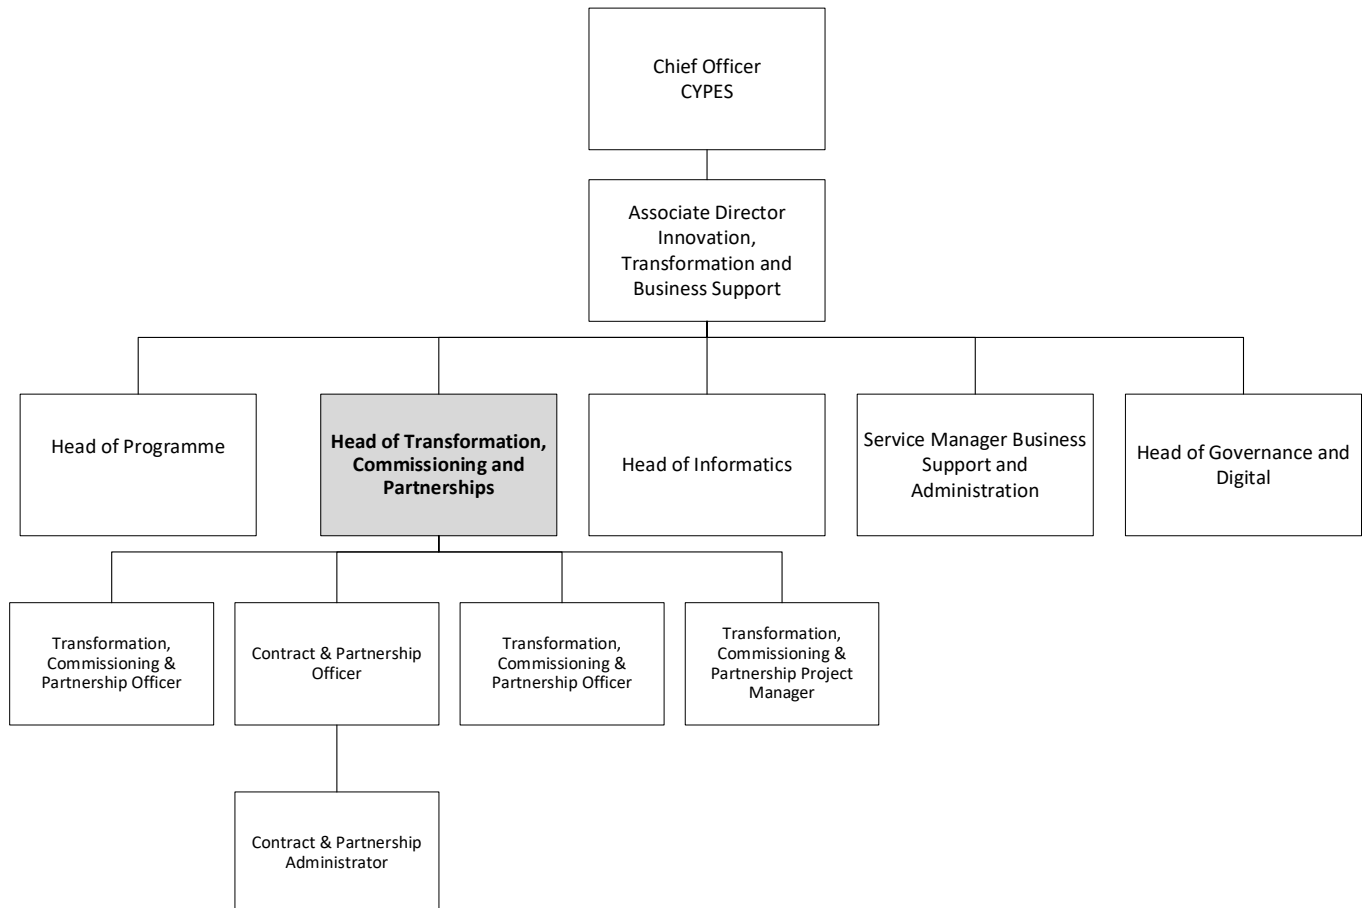 Chief Officer
CYPES
Associate Director
Innovation,
Transformation and
Business Support
Head of Programme
Head of Transformation,
Commissioning and
Partnerships
Head of Informatics
Service Manager Business
Support and
Administration
Head of Governance and
Digital
Transformation,
Commissioning &
Partnership Officer
Contract & Partnership
Officer
Transformation,
Commissioning &
Partnership Officer
Transformation,
Commissioning &
Partnership Project
Manager
Contract & Partnership
Administrator